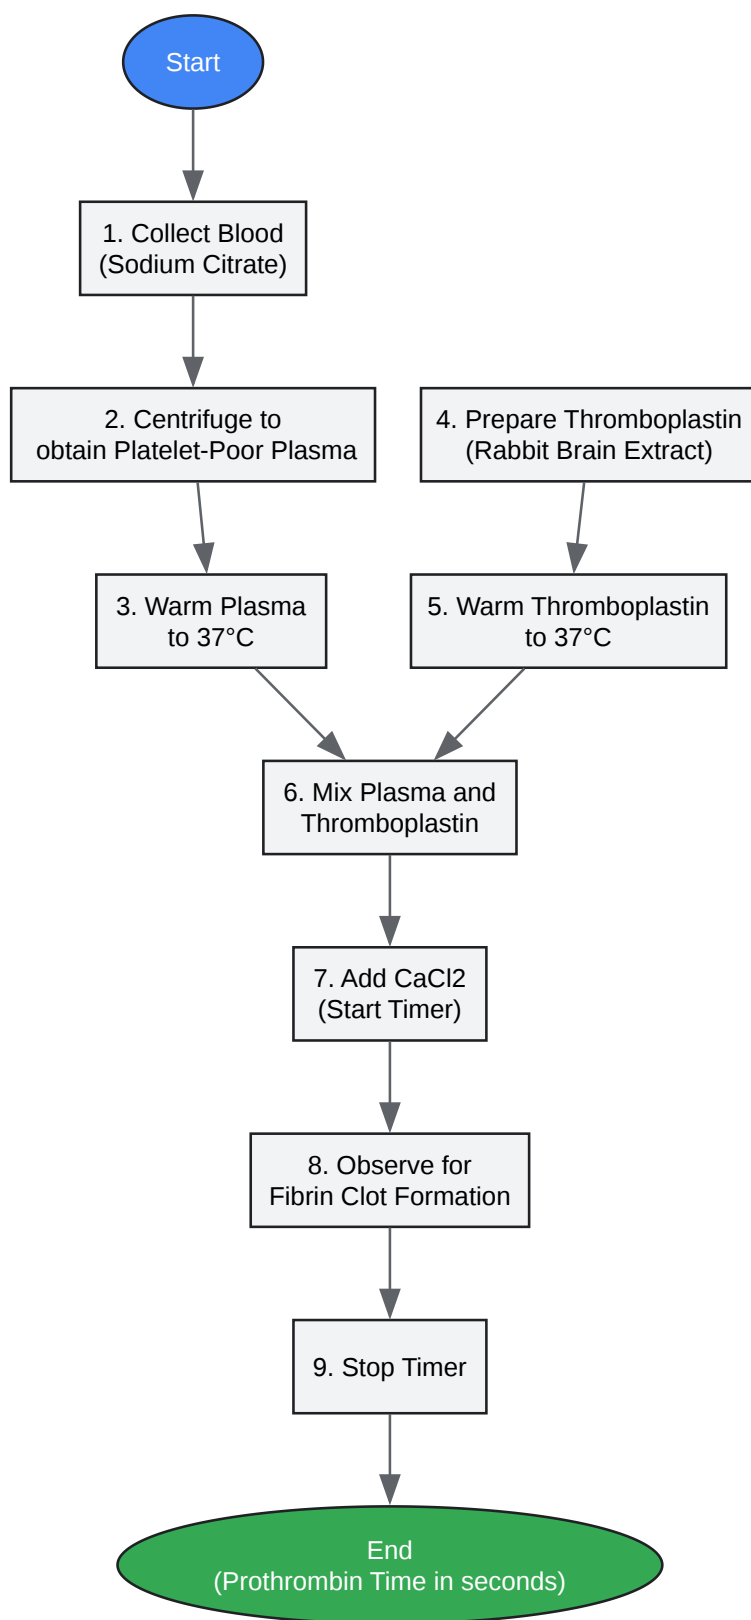 Start
1. Collect Blood
(Sodium Citrate)
2. Centrifuge to
obtain Platelet-Poor Plasma
4. Prepare Thromboplastin
(Rabbit Brain Extract)
3. Warm Plasma
to 37°C
5. Warm Thromboplastin
to 37°C
6. Mix Plasma and
Thromboplastin
7. Add CaCl2
(Start Timer)
8. Observe for
Fibrin Clot Formation
9. Stop Timer
End
(Prothrombin Time in seconds)